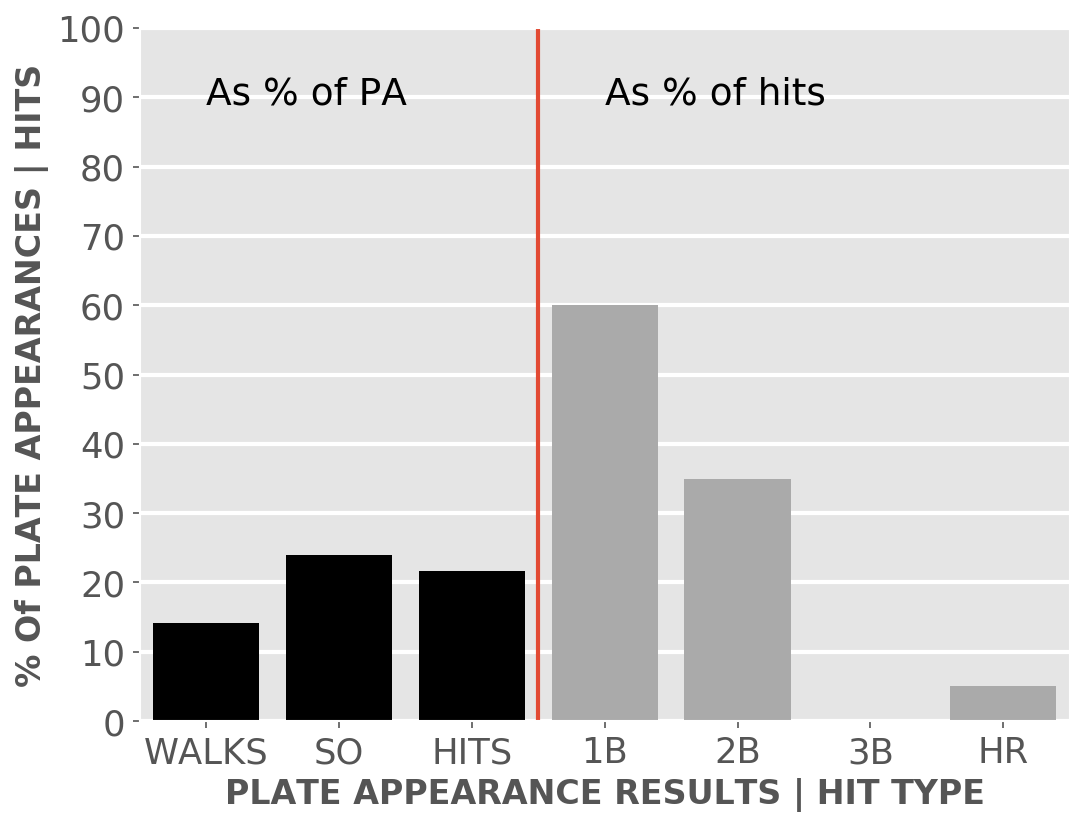 % Of PLATE APPEARANCES | HITS
100
90
80
70
60
50
40
30
20
10
0
As % of PA
As % of hits
WALKS SO HITS 1B 2B 3B HR
PLATE APPEARANCE RESULTS | HIT TYPE